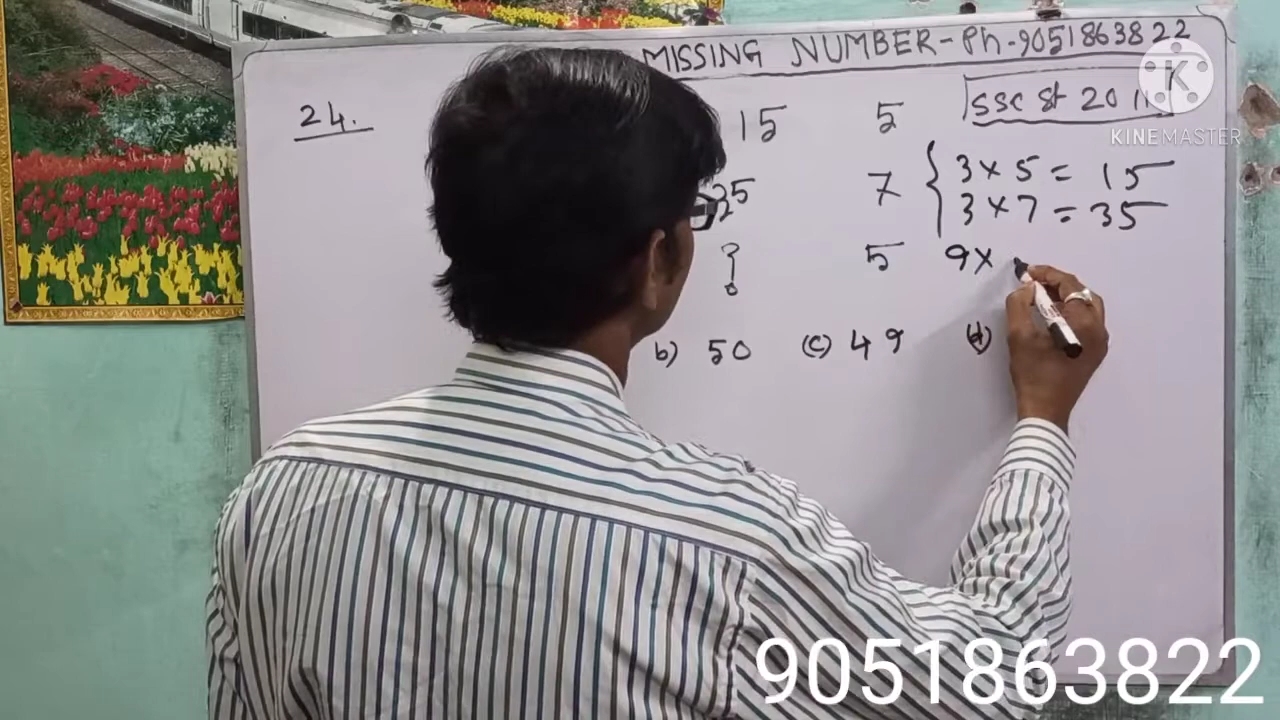 MISSING NUMBER-Ph-9051863822
SSC St 2011
KINEMASTER
24.
15 5
35 7
? 5
3 x 5 = 15
3 x 7 = 35
9 x
b) 50 (c) 49 (d)
9051863822